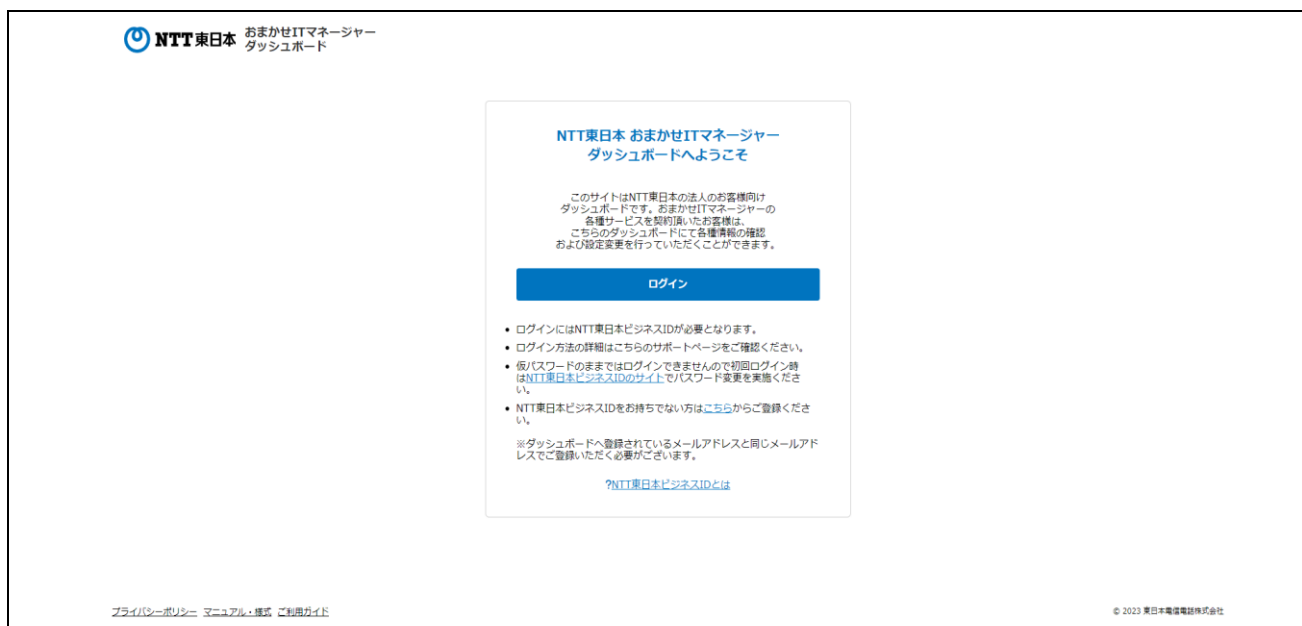 NTT東日本 おまかせITマネージャー
ダッシュボード
NTT東日本 おまかせITマネージャー
ダッシュボードへようこそ
このサイトはNTT東日本の法人のお客様向け
ダッシュボードです。おまかせITマネージャーの
各種サービスを契約頂いたお客様は、
こちらのダッシュボードにて各種情報の確認
および設定変更を行っていただくことができます。
ログイン
• ログインにはNTT東日本ビジネスIDが必要となります。
• ログイン方法の詳細はこちらのサポートページをご確認ください。
• 仮パスワードのままではログインできませんので初回ログイン時
はNTT東日本ビジネスIDのサイトでパスワード変更を実施くださ
い。
• NTT東日本ビジネスIDをお持ちでない方はこちらからご登録くださ
い。
※ダッシュボードへ登録されているメールアドレスと同じメールアド
レスでご登録いただく必要がございます。
?NTT東日本ビジネスIDとは
プライバシーポリシー マニュアル・様式 ご利用ガイド
© 2023 東日本電信電話株式会社